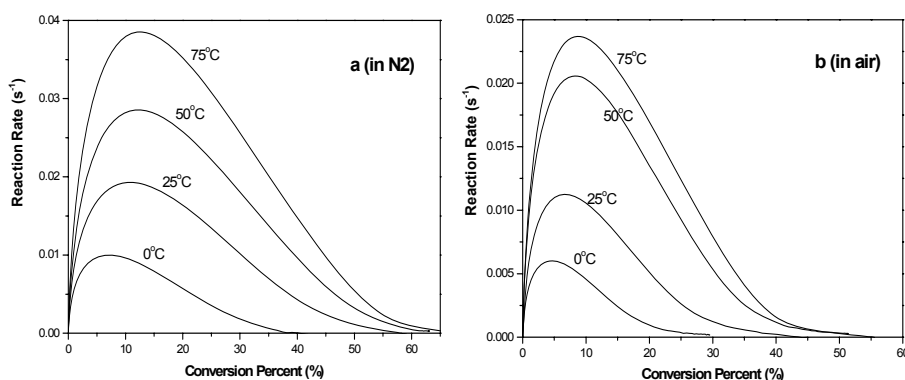 a (in N2)
Reaction Rate (s⁻¹)
0.04
0.03
0.02
0.01
0.00
75°C
50°C
25°C
0°C
0 10 20 30 40 50 60
Conversion Percent (%)
b (in air)
Reaction Rate (s⁻¹)
0.025
0.020
0.015
0.010
0.005
0.000
75°C
50°C
25°C
0°C
0 10 20 30 40 50 60
Conversion Percent (%)